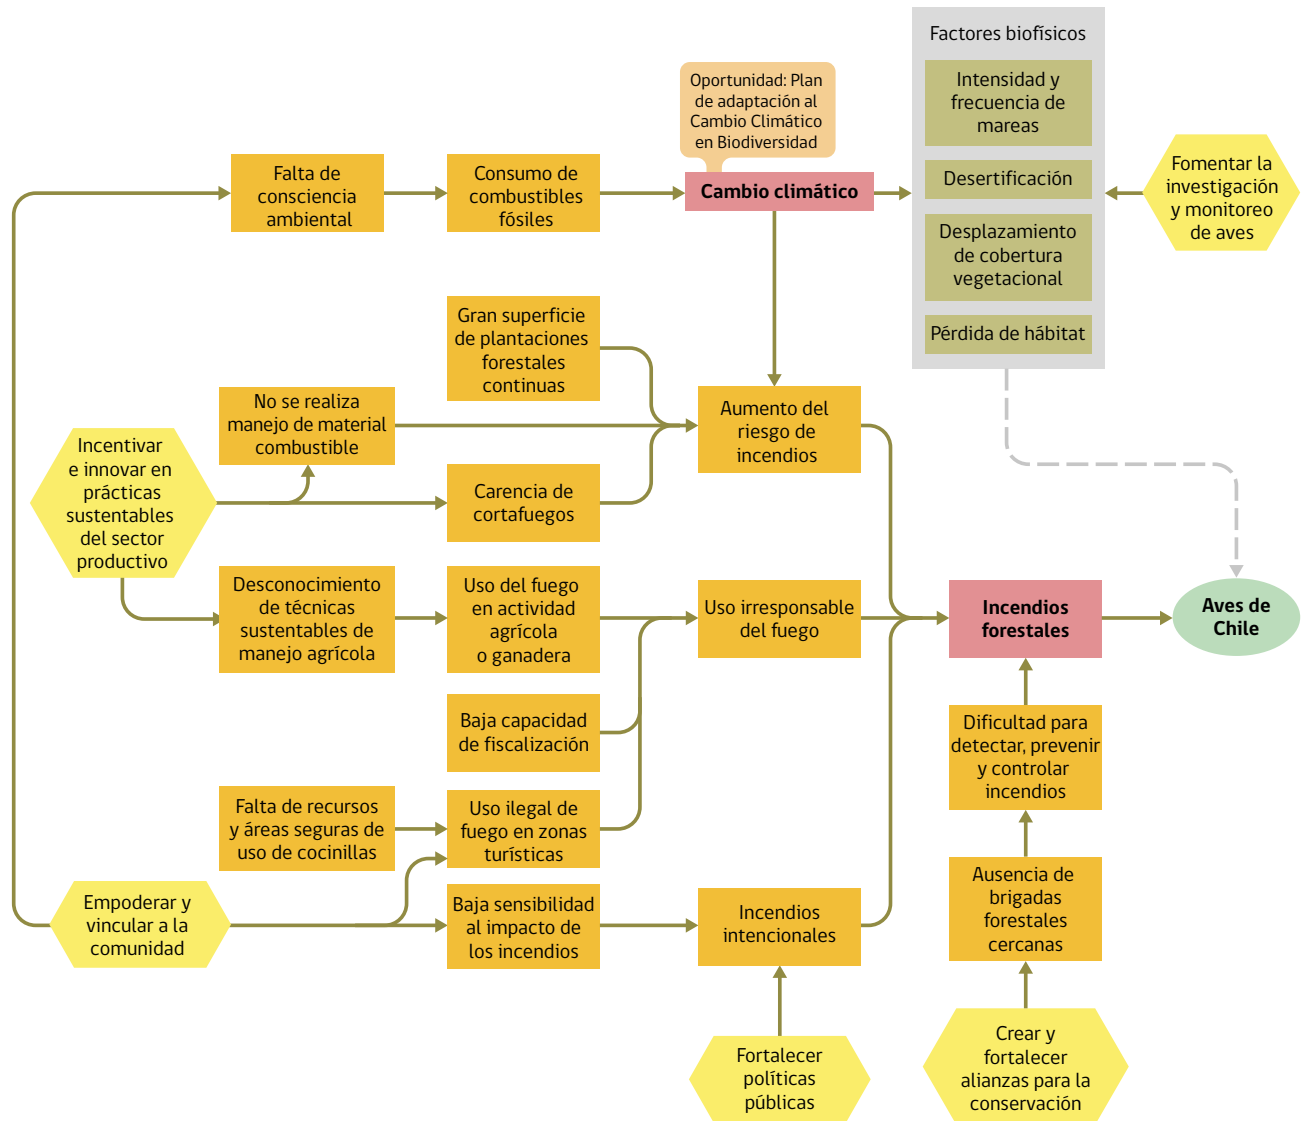 Factores biofísicos
Intensidad y
frecuencia de
mareas
Desertificación
Desplazamiento
de cobertura
vegetacional
Pérdida de hábitat
Oportunidad: Plan
de adaptación al
Cambio Climático
en Biodiversidad
Falta de
consciencia
ambiental
Consumo de
combustibles
fósiles
Cambio climático
Fomentar la
investigación
y monitoreo
de aves
Gran superficie
de plantaciones
forestales
continuas
No se realiza
manejo de material
combustible
Aumento del
riesgo de
incendios
Incentivar
e innovar en
prácticas
sustentables
del sector
productivo
Carencia de
cortafuegos
Desconocimiento
de técnicas
sustentables de
manejo agrícola
Uso del fuego
en actividad
agrícola
o ganadera
Uso irresponsable
del fuego
Incendios
forestales
Aves de
Chile
Baja capacidad
de fiscalización
Dificultad para
detectar, prevenir
y controlar
incendios
Falta de recursos
y áreas seguras de
uso de cocinillas
Uso ilegal de
fuego en zonas
turísticas
Empoderar y
vincular a la
comunidad
Baja sensibilidad
al impacto de
los incendios
Incendios
intencionales
Ausencia de
brigadas
forestales
cercanas
Fortalecer
políticas
públicas
Crear y
fortalecer
alianzas para la
conservación